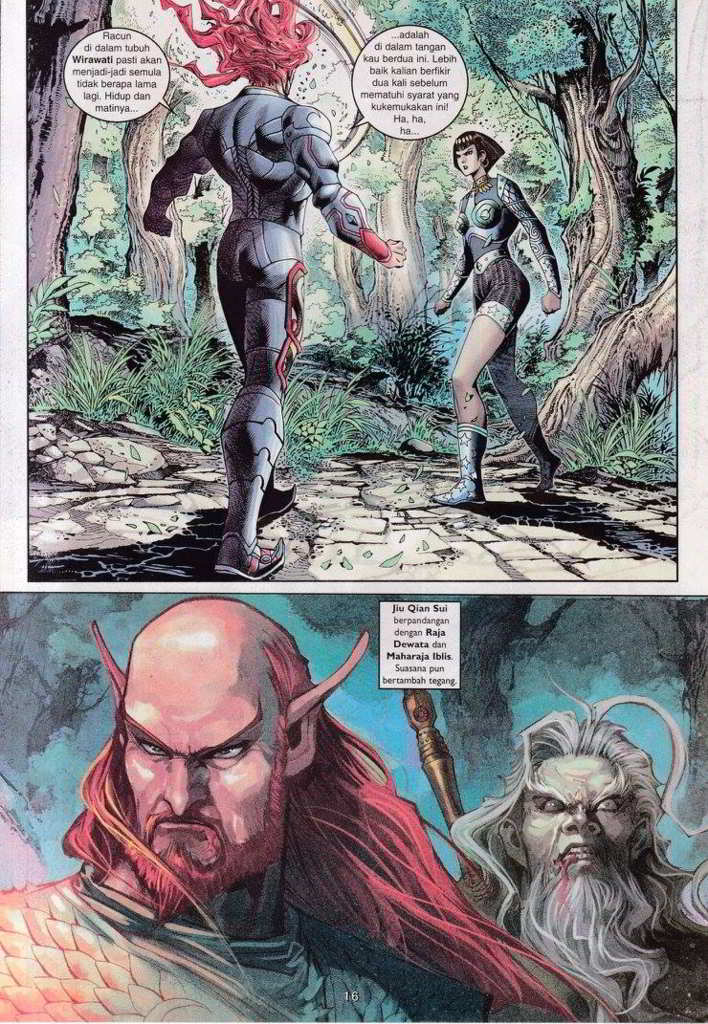 Racun
di dalam tubuh
Wirawati pasti akan
menjadi-jadi semula
tidak berapa lama
lagi. Hidup dan
matinya...
...adalah
di dalam tangan
kau berdua ini. Lebih
baik kalian berfikir
dua kali sebelum
mematuhi syarat yang
kukemukakan ini!
Ha, ha,
ha...
Jiu Qian Sui
berpandangan
dengan Raja
Dewata dan
Maharaja Iblis.
Suasana pun
bertambah tegang.
16